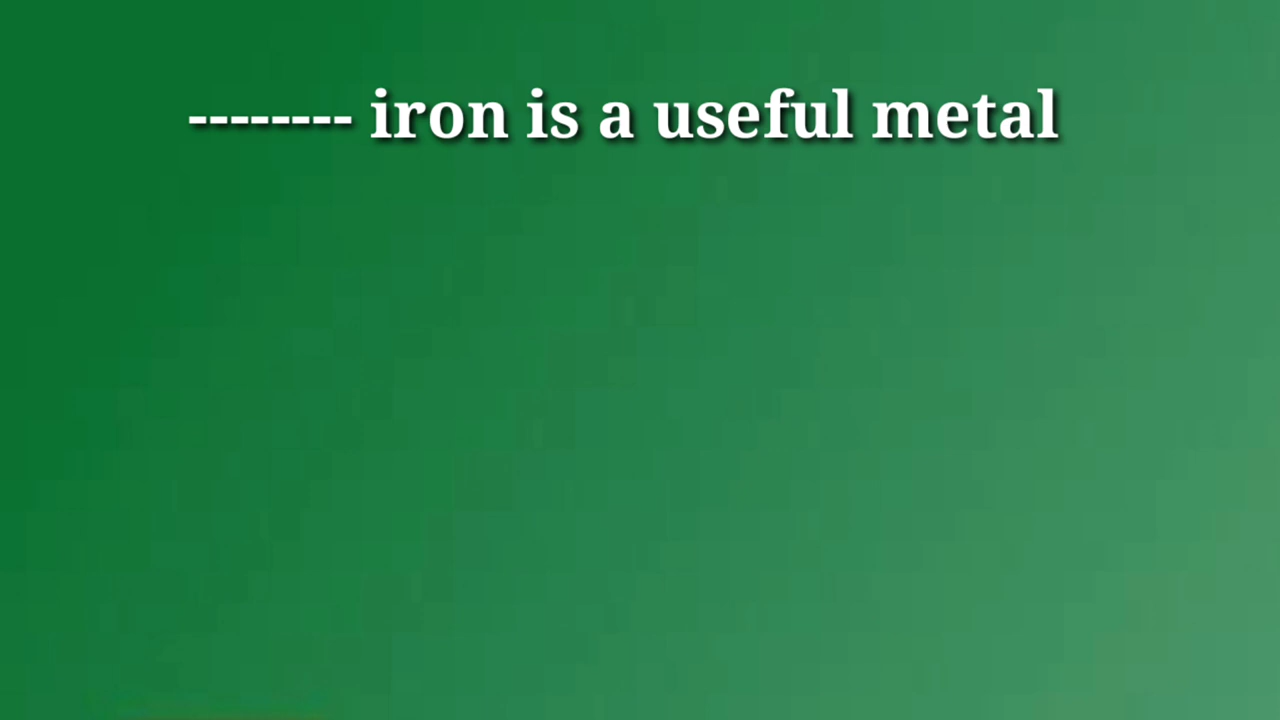 -------- iron is a useful metal